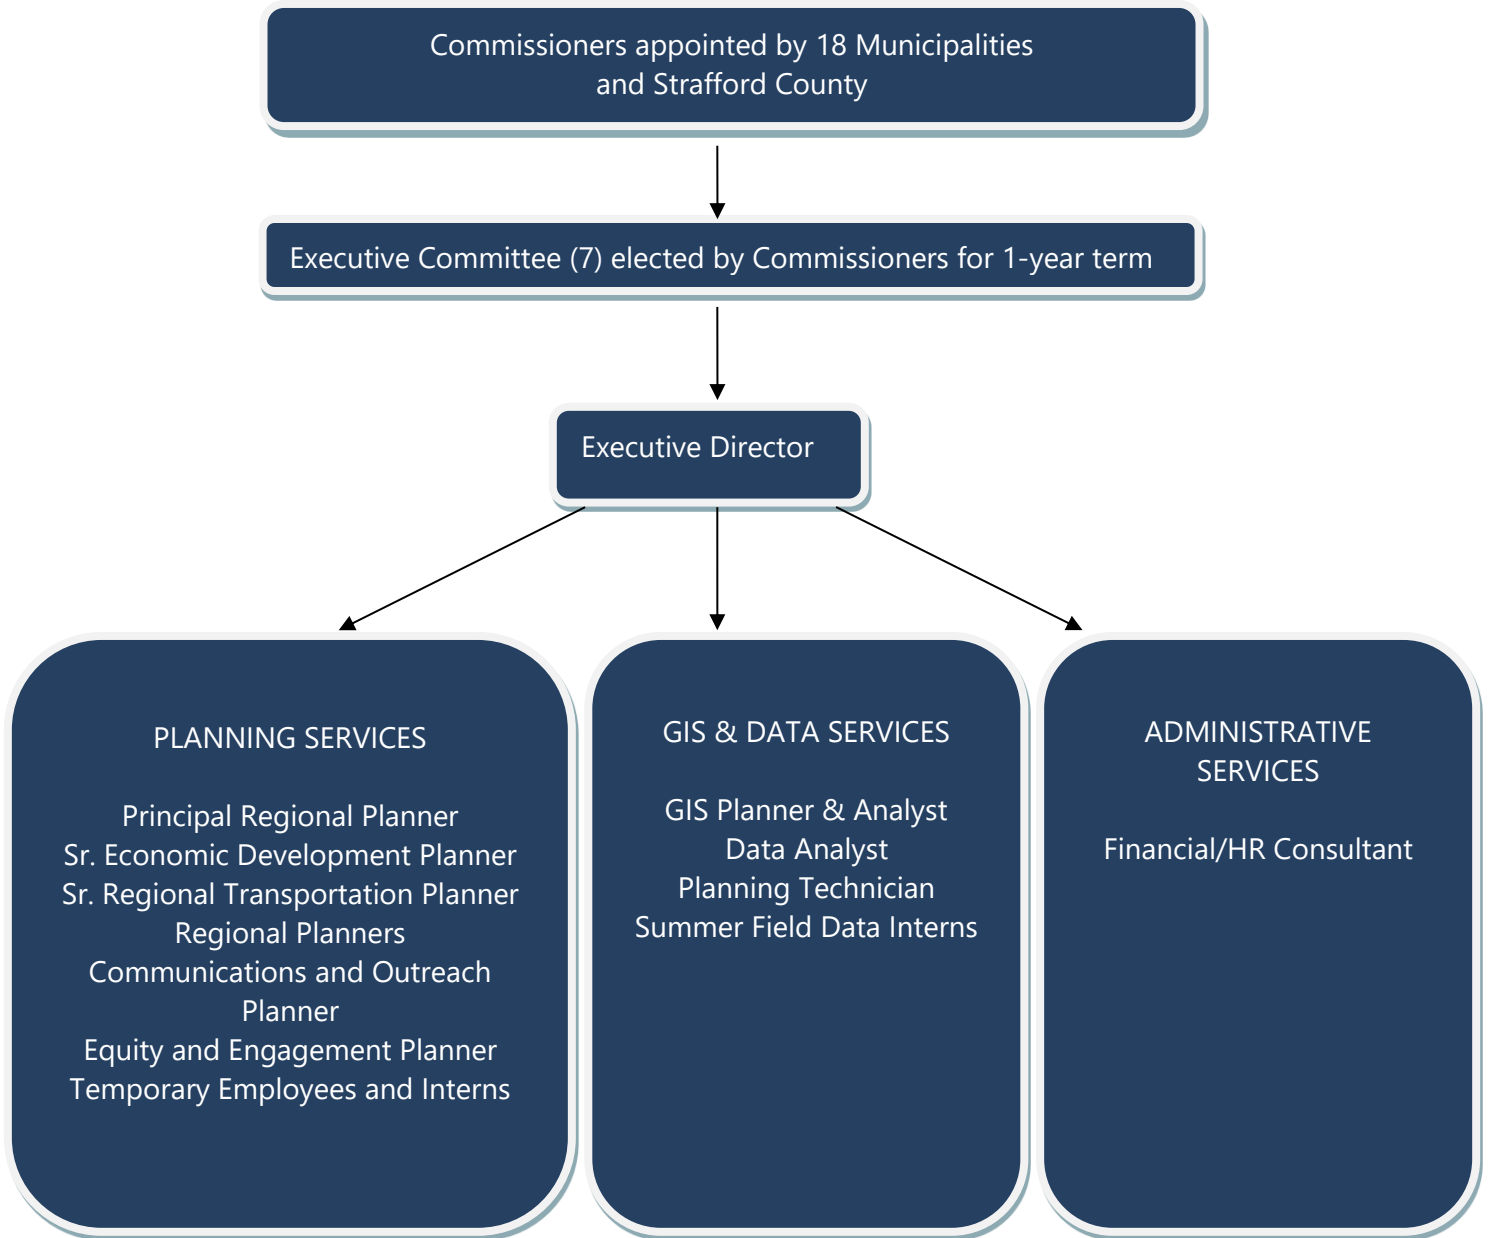 Commissioners appointed by 18 Municipalities
and Strafford County
Executive Committee (7) elected by Commissioners for 1-year term
Executive Director
PLANNING SERVICES
Principal Regional Planner
Sr. Economic Development Planner
Sr. Regional Transportation Planner
Regional Planners
Communications and Outreach
Planner
Equity and Engagement Planner
Temporary Employees and Interns
GIS & DATA SERVICES
GIS Planner & Analyst
Data Analyst
Planning Technician
Summer Field Data Interns
ADMINISTRATIVE
SERVICES
Financial/HR Consultant